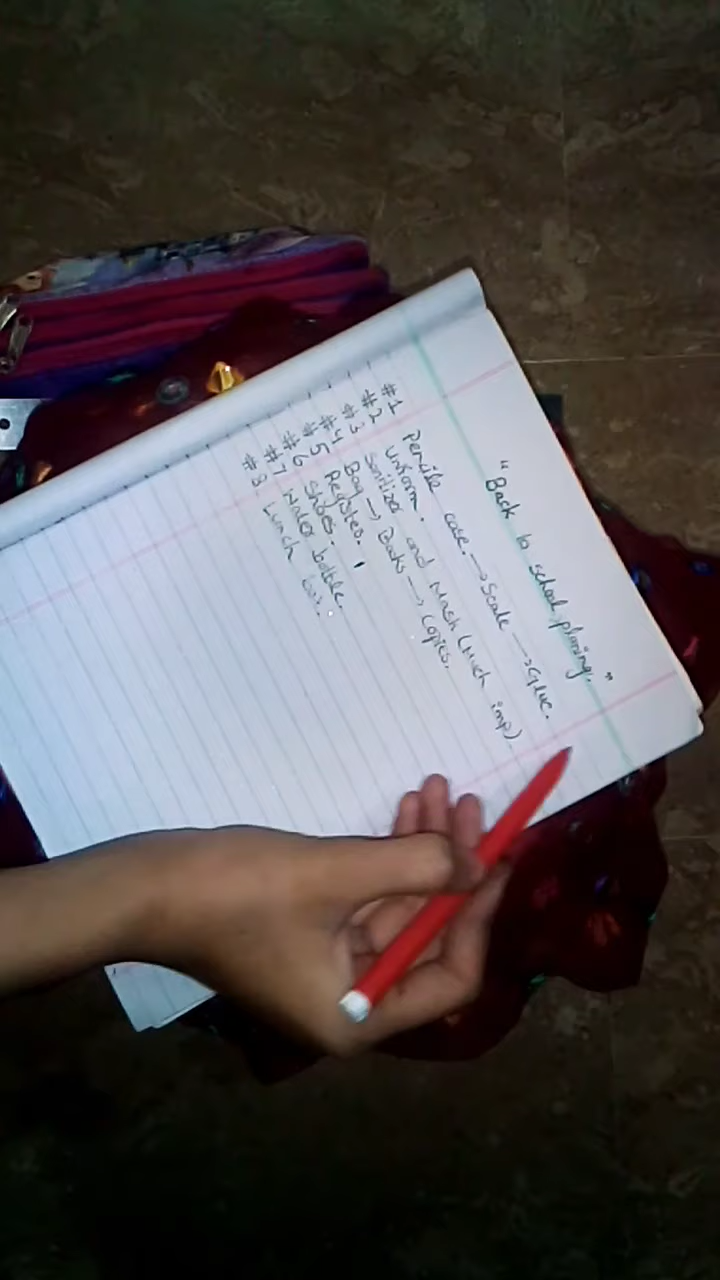 "Back to school planing."
#1 Pencile case. → Scale → Glue.
#2 Uniform.
#3 Sanitizer and Mask (Much imp).
#4 Bag → Books → Copies.
#5 Register.
#6 Shoes.
#7 Water bottle.
#8. Lunch box.